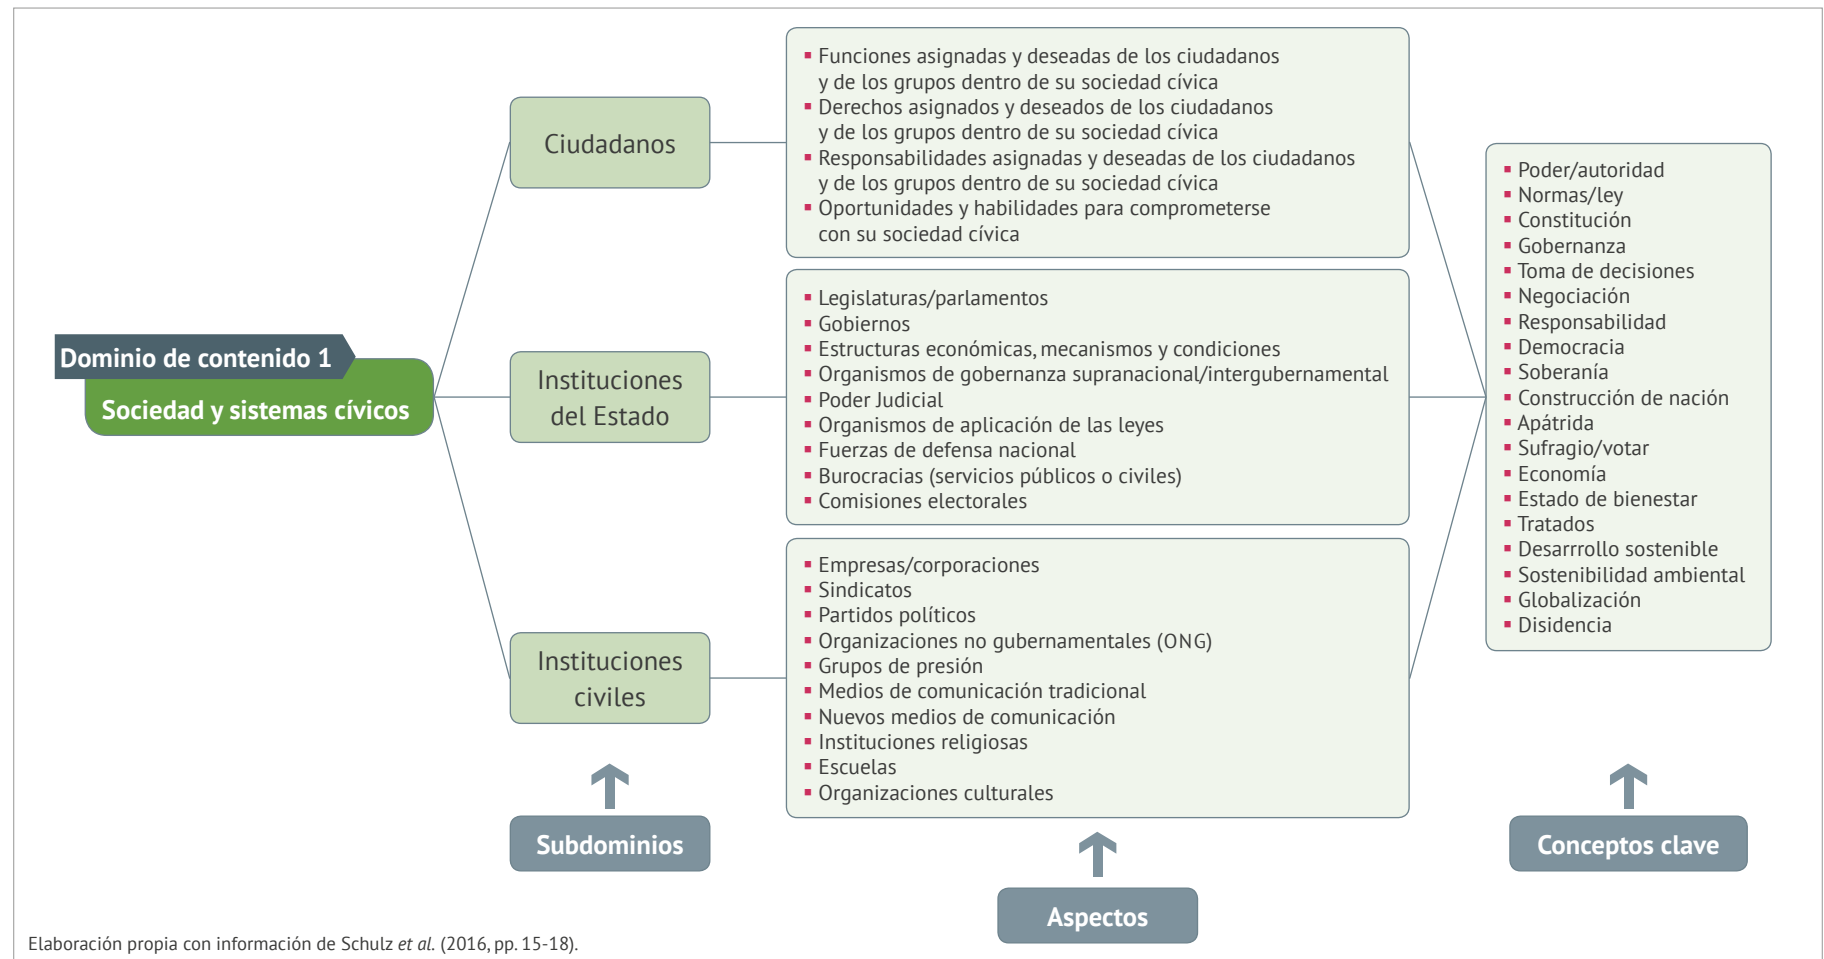 Dominio de contenido 1
Sociedad y sistemas cívicos
Ciudadanos
Instituciones
del Estado
Instituciones
civiles
Subdominios
▪ Funciones asignadas y deseadas de los ciudadanos
y de los grupos dentro de su sociedad cívica
▪ Derechos asignados y deseados de los ciudadanos
y de los grupos dentro de su sociedad cívica
▪ Responsabilidades asignadas y deseadas de los ciudadanos
y de los grupos dentro de su sociedad cívica
▪ Oportunidades y habilidades para comprometerse
con su sociedad cívica
▪ Legislaturas/parlamentos
▪ Gobiernos
▪ Estructuras económicas, mecanismos y condiciones
▪ Organismos de gobernanza supranacional/intergubernamental
▪ Poder Judicial
▪ Organismos de aplicación de las leyes
▪ Fuerzas de defensa nacional
▪ Burocracias (servicios públicos o civiles)
▪ Comisiones electorales
▪ Empresas/corporaciones
▪ Sindicatos
▪ Partidos políticos
▪ Organizaciones no gubernamentales (ONG)
▪ Grupos de presión
▪ Medios de comunicación tradicional
▪ Nuevos medios de comunicación
▪ Instituciones religiosas
▪ Escuelas
▪ Organizaciones culturales
Aspectos
▪ Poder/autoridad
▪ Normas/ley
▪ Constitución
▪ Gobernanza
▪ Toma de decisiones
▪ Negociación
▪ Responsabilidad
▪ Democracia
▪ Soberanía
▪ Construcción de nación
▪ Apátrida
▪ Sufragio/votar
▪ Economía
▪ Estado de bienestar
▪ Tratados
▪ Desarrrollo sostenible
▪ Sostenibilidad ambiental
▪ Globalización
▪ Disidencia
Conceptos clave
Elaboración propia con información de Schulz et al. (2016, pp. 15-18).